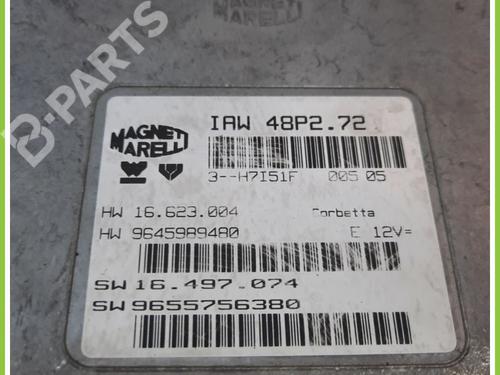 B-PARTS
MAGNETI MARELLI
IAW 48P2.72
3--H7I51F 005 05
HW 16.623.004 Corbetta
HW 9645989480 E 12V=
SW 16.497.074
SW 9655756380